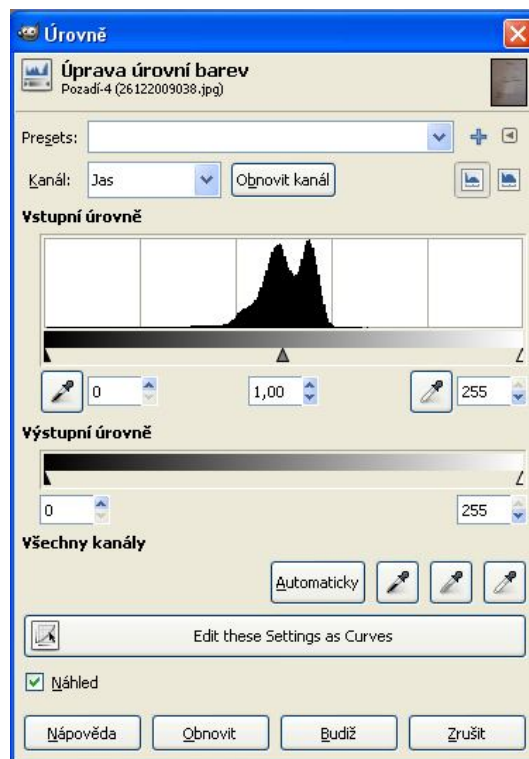 Úrovně
Úprava úrovní barev
Pozadí-4 (26122009038.jpg)
Presets:
Kanál: Jas Obnovit kanál
Vstupní úrovně
0 1,00 255
Výstupní úrovně
0 255
Všechny kanály
Automaticky
Edit these Settings as Curves
Náhled
Nápověda Obnovit Budiž Zrušit